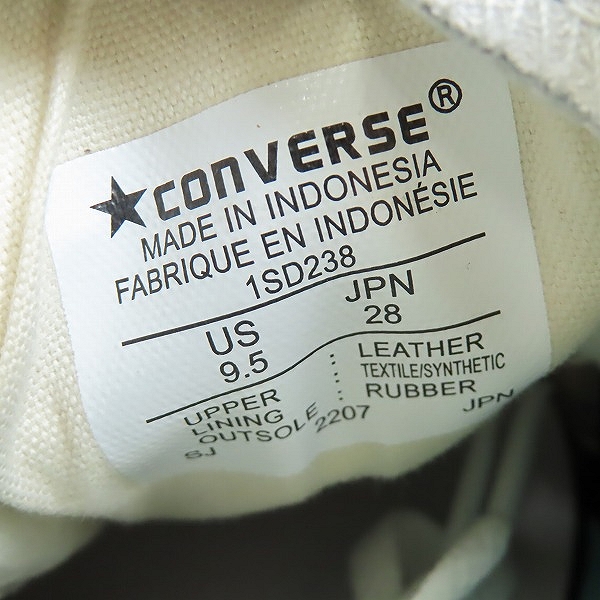 ★CONVERSE®
MADE IN INDONESIA
FABRIQUE EN INDONÉSIE
1SD238
US JPN
9.5 28
UPPER : LEATHER
LINING : TEXTILE/SYNTHETIC
OUTSOLE : RUBBER
SJ 2207 JPN